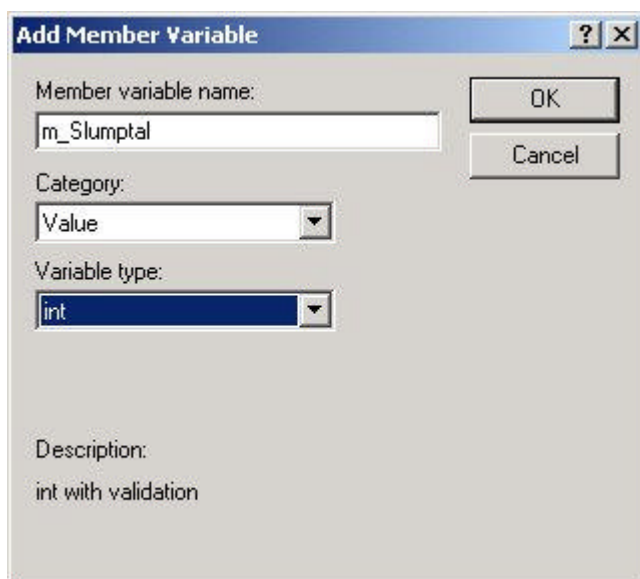 Add Member Variable
Member variable name:
OK
m_Slumptal
Cancel
Category:
Value
Variable type:
int
Description:
int with validation